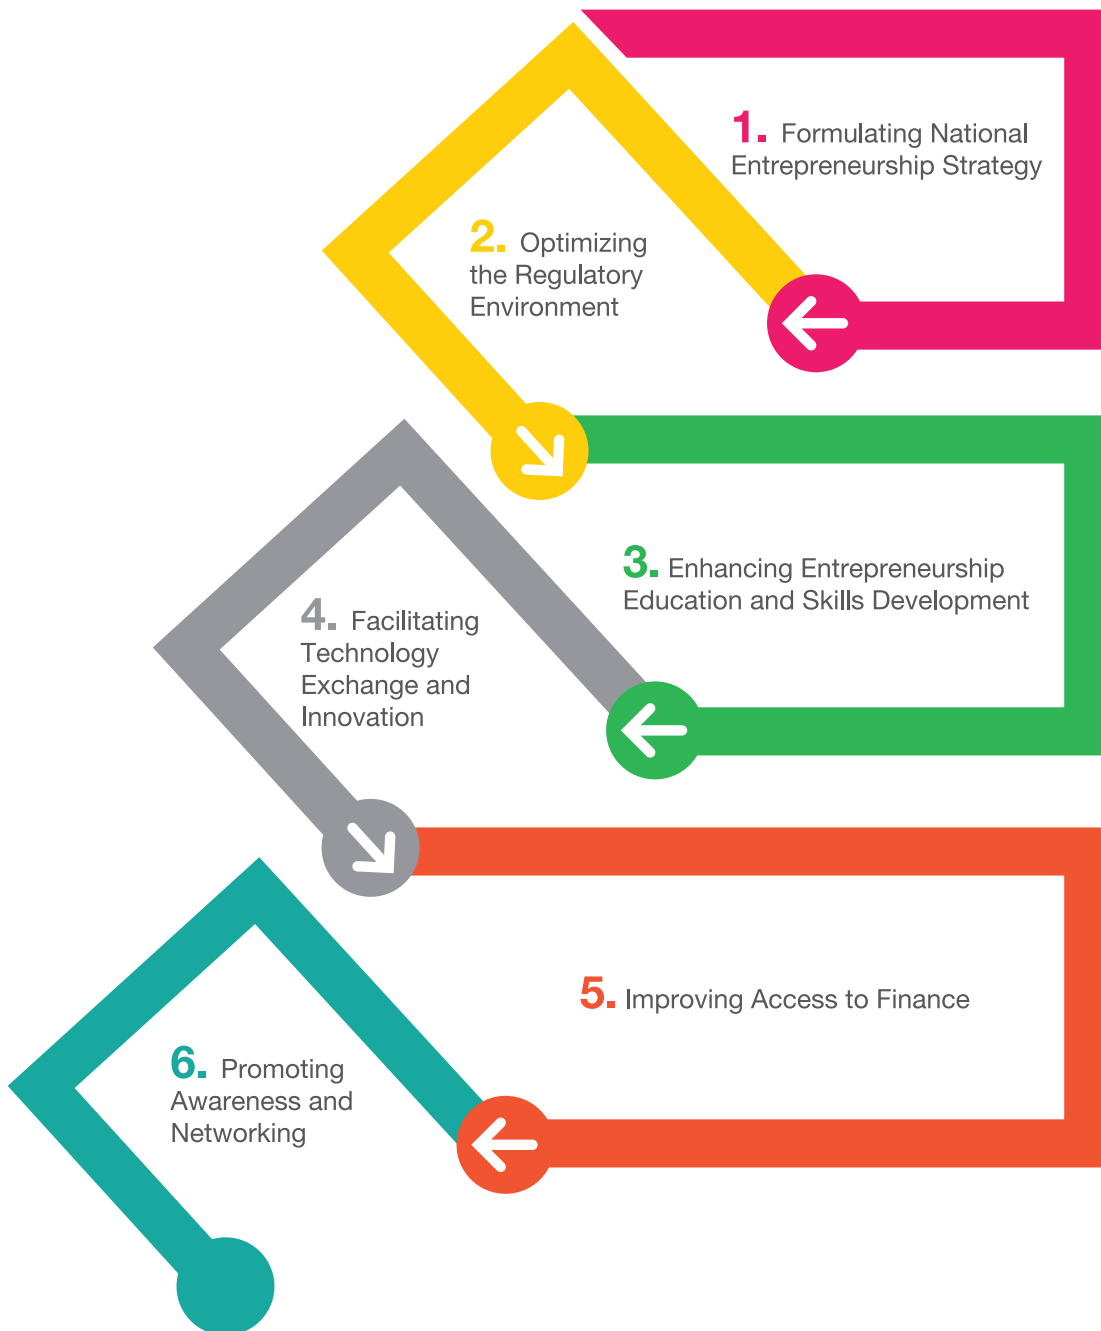 1. Formulating National
Entrepreneurship Strategy
2. Optimizing
the Regulatory
Environment
3. Enhancing Entrepreneurship
Education and Skills Development
4. Facilitating
Technology
Exchange and
Innovation
5. Improving Access to Finance
6. Promoting
Awareness and
Networking